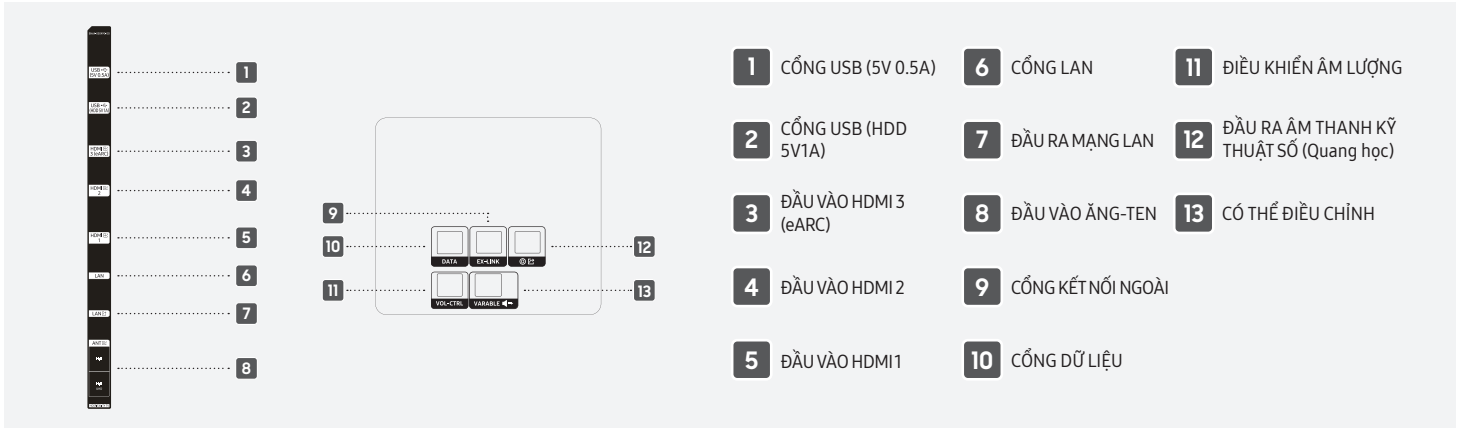 USB
(5V 0.5A)
1
USB
(HDD 5V1A)
2
HDMI
3 (eARC)
3
HDMI
2
4
HDMI
1
5
LAN
6
LAN
7
ANT
8
9
10
DATA
EX-LINK
12
11
VOL-CTRL
VARABLE
13
1 CỔNG USB (5V 0.5A)
2 CỔNG USB (HDD
5V1A)
3 ĐẦU VÀO HDMI 3
(eARC)
4 ĐẦU VÀO HDMI 2
5 ĐẦU VÀO HDMI 1
6 CỔNG LAN
7 ĐẦU RA MẠNG LAN
8 ĐẦU VÀO ĂNG-TEN
9 CỔNG KẾT NỐI NGOÀI
10 CỔNG DỮ LIỆU
11 ĐIỀU KHIỂN ÂM LƯỢNG
12 ĐẦU RA ÂM THANH KỸ
THUẬT SỐ (Quang học)
13 CÓ THỂ ĐIỀU CHỈNH